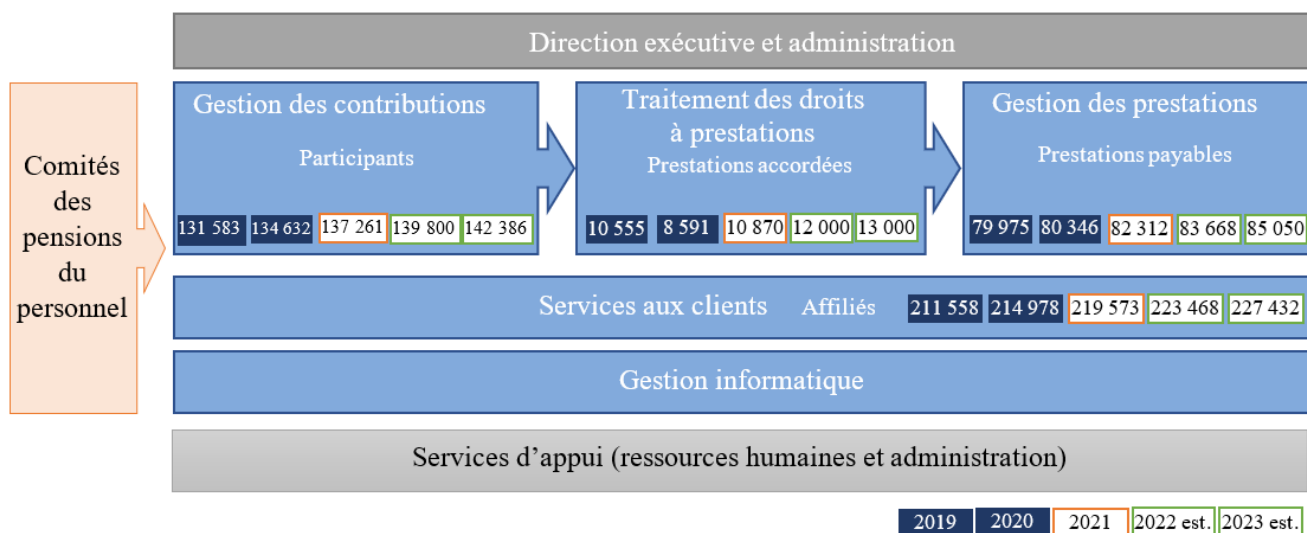 Direction exécutive et administration
Comités
des
pensions
du
personnel
Gestion des contributions
Participants
131 583 134 632 137 261 139 800 142 386
Traitement des droits
à prestations
Prestations accordées
10 555 8 591 10 870 12 000 13 000
Gestion des prestations
Prestations payables
79 975 80 346 82 312 83 668 85 050
Services aux clients Affiliés 211 558 214 978 219 573 223 468 227 432
Gestion informatique
Services d’appui (ressources humaines et administration)
2019 2020 2021 2022 est. 2023 est.